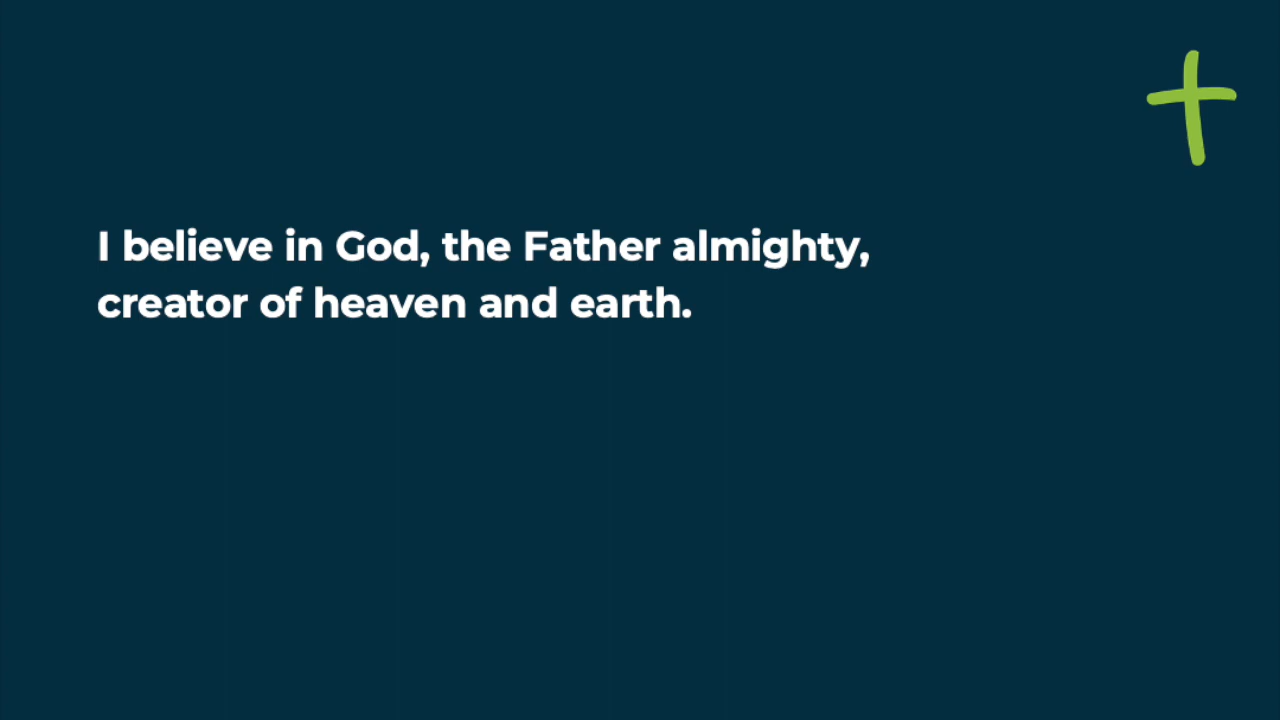 I believe in God, the Father almighty,
creator of heaven and earth.